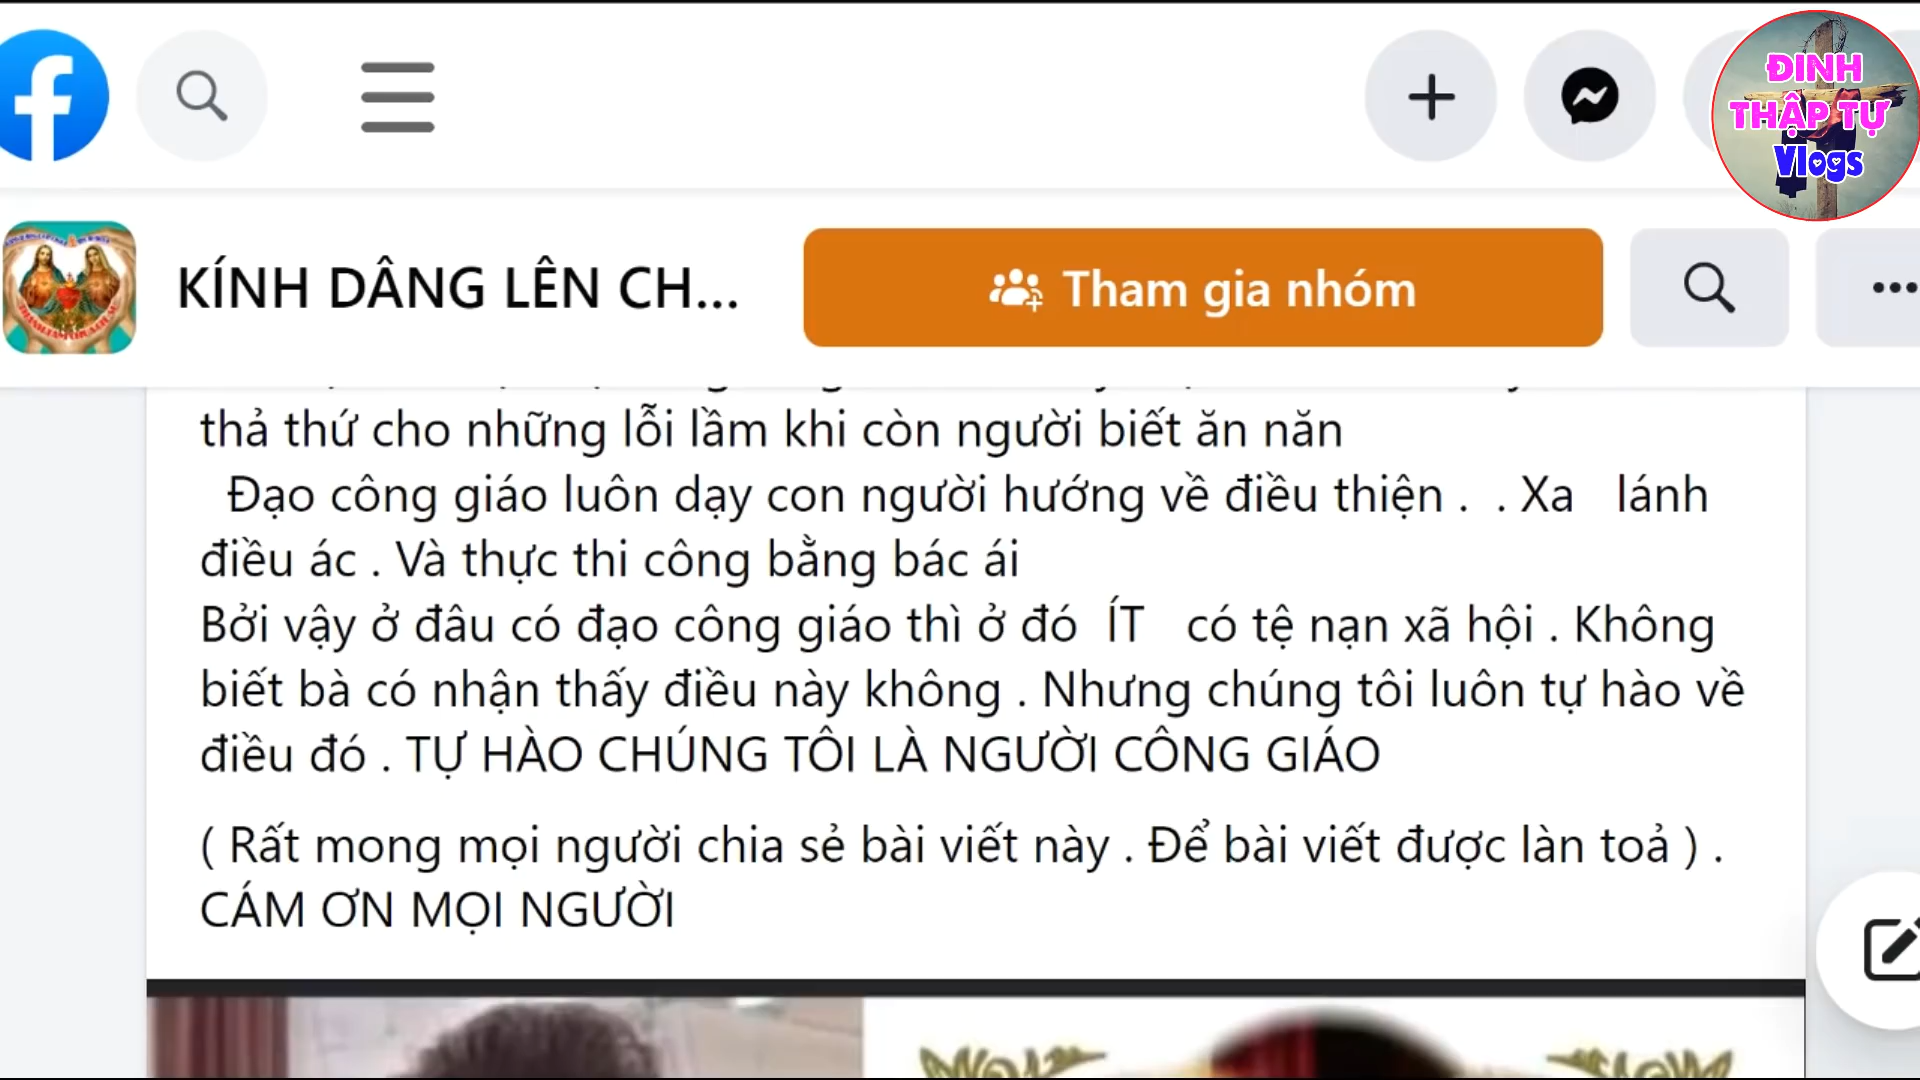 ĐINH
THẬP TỰ
Vlogs
KÍNH DÂNG LÊN CH...
Tham gia nhóm
thả thứ cho những lỗi lầm khi còn người biết ăn năn
Đạo công giáo luôn dạy con người hướng về điều thiện . . Xa lánh
điều ác . Và thực thi công bằng bác ái
Bởi vậy ở đâu có đạo công giáo thì ở đó ÍT có tệ nạn xã hội . Không
biết bà có nhận thấy điều này không . Nhưng chúng tôi luôn tự hào về
điều đó . TỰ HÀO CHÚNG TÔI LÀ NGƯỜI CÔNG GIÁO
( Rất mong mọi người chia sẻ bài viết này . Để bài viết được làn toả ) .
CÁM ƠN MỌI NGƯỜI